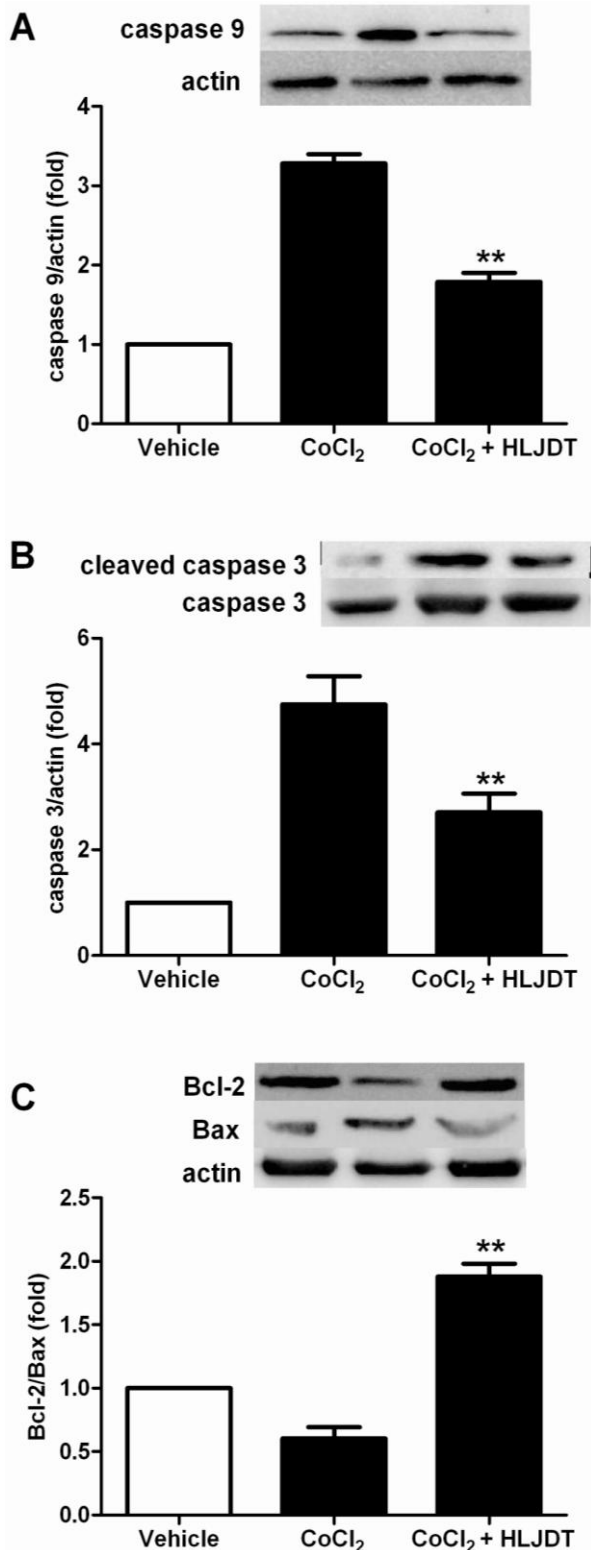 A
caspase 9
actin
caspase 9/actin (fold)
4
3
2
1
0
**
Vehicle
CoCl₂
CoCl₂ + HLJDT
B
cleaved caspase 3
caspase 3
caspase 3/actin (fold)
6
4
2
0
**
Vehicle
CoCl₂
CoCl₂ + HLJDT
C
Bcl-2
Bax
actin
Bcl-2/Bax (fold)
2.5
2.0
1.5
1.0
0.5
0.0
**
Vehicle
CoCl₂
CoCl₂ + HLJDT